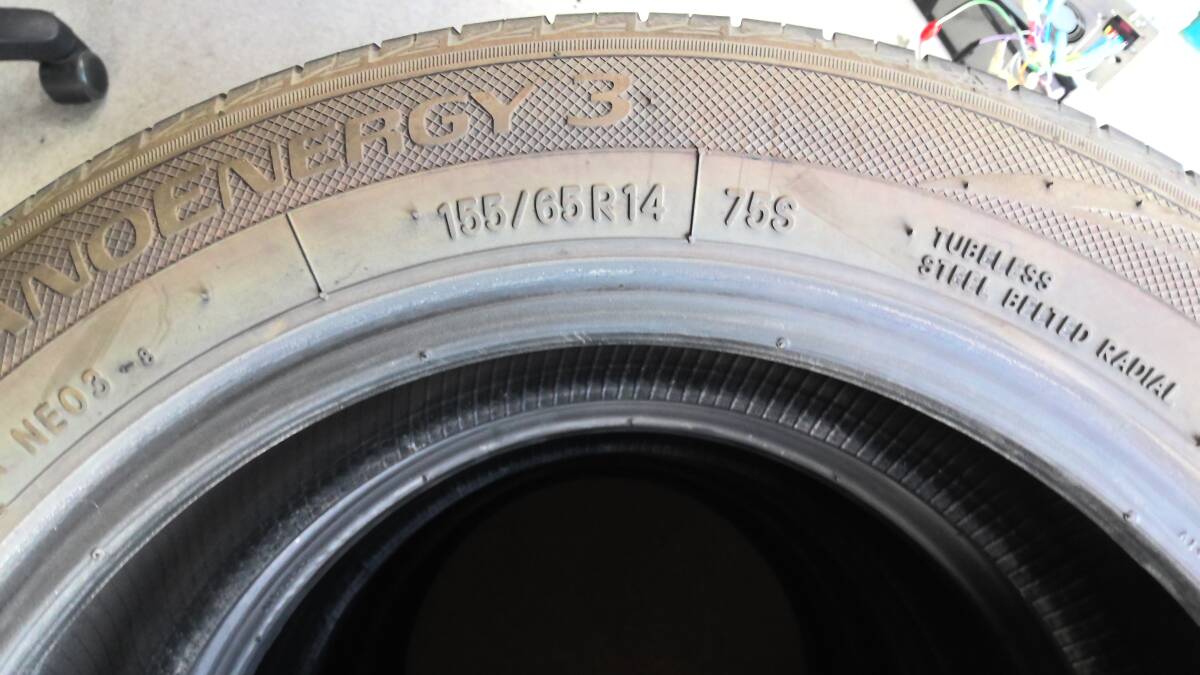 NOENERGY 3
155/65R14 75S
TUBELESS
STEEL BELTED RADIAL
NE03 -8